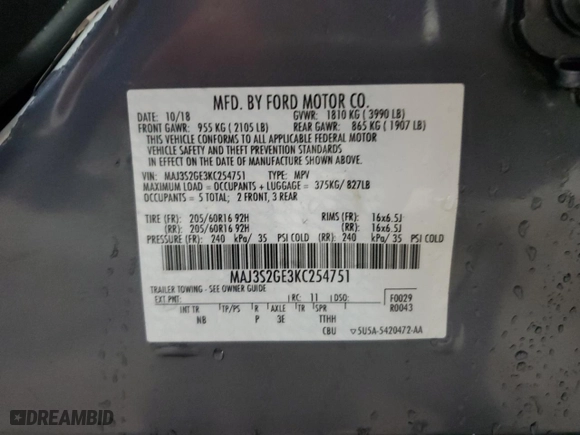 MFD. BY FORD MOTOR CO.
DATE: 10/18 GVWR: 1810 KG ( 3990 LB)
FRONT GAWR: 955 KG ( 2105 LB) REAR GAWR: 865 KG ( 1907 LB)
THIS VEHICLE CONFORMS TO ALL APPLICABLE FEDERAL MOTOR
VEHICLE SAFETY AND THEFT PREVENTION STANDARDS
IN EFFECT ON THE DATE OF MANUFACTURE SHOWN ABOVE.
VIN: MAJ3S2GE3KC254751 TYPE: MPV
MAXIMUM LOAD = OCCUPANTS + LUGGAGE = 375KG/ 827LB
OCCUPANTS = 5 TOTAL; 2 FRONT, 3 REAR
TIRE (FR): 205/60R16 92H RIMS (FR): 16x6.5J
(RR): 205/60R16 92H (RR): 16x6.5J
PRESSURE (FR): 240 kPa/ 35 PSI COLD (RR): 240 kPa/ 35 PSI COLD
MAJ3S2GE3KC254751
TRAILER TOWING - SEE OWNER GUIDE
EXT PNT: RC: 11 DSO: F0029
R0043
INT TR TP/PS R AXLE TR SPR
NB P 3E TTHH
CBU ▽5U5A-5420472-AA
DREAMBID